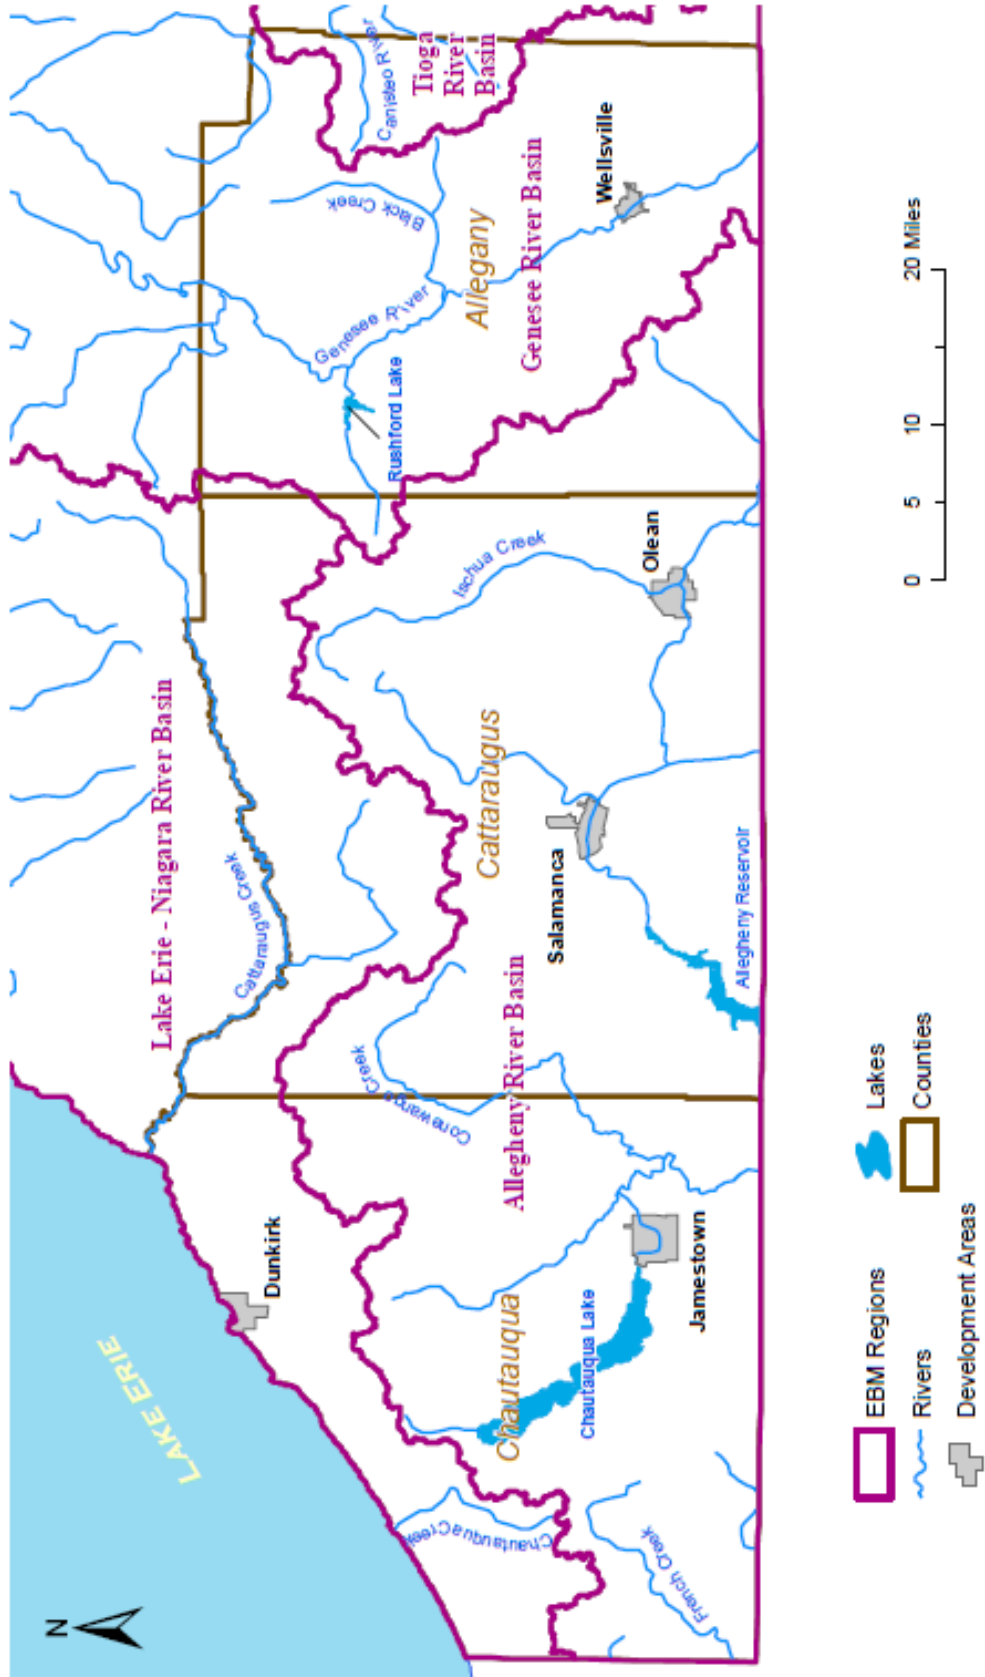 N
LAKE ERIE
Lake Erie - Niagara River Basin
Cattaraugus Creek
Dunkirk
Chautauqua Creek
French Creek
Chautauqua
Chautauqua Lake
Jamestown
Conewango Creek
Allegheny River Basin
Cattaraugus
Salamanca
Allegheny Reservoir
Ischua Creek
Olean
Rushford Lake
Genesee River
Black Creek
Allegany
Genesee River Basin
Wellsville
Canisteo River
Tioga
River
Basin
EBM Regions
Lakes
Rivers
Counties
Development Areas
0 5 10 20 Miles